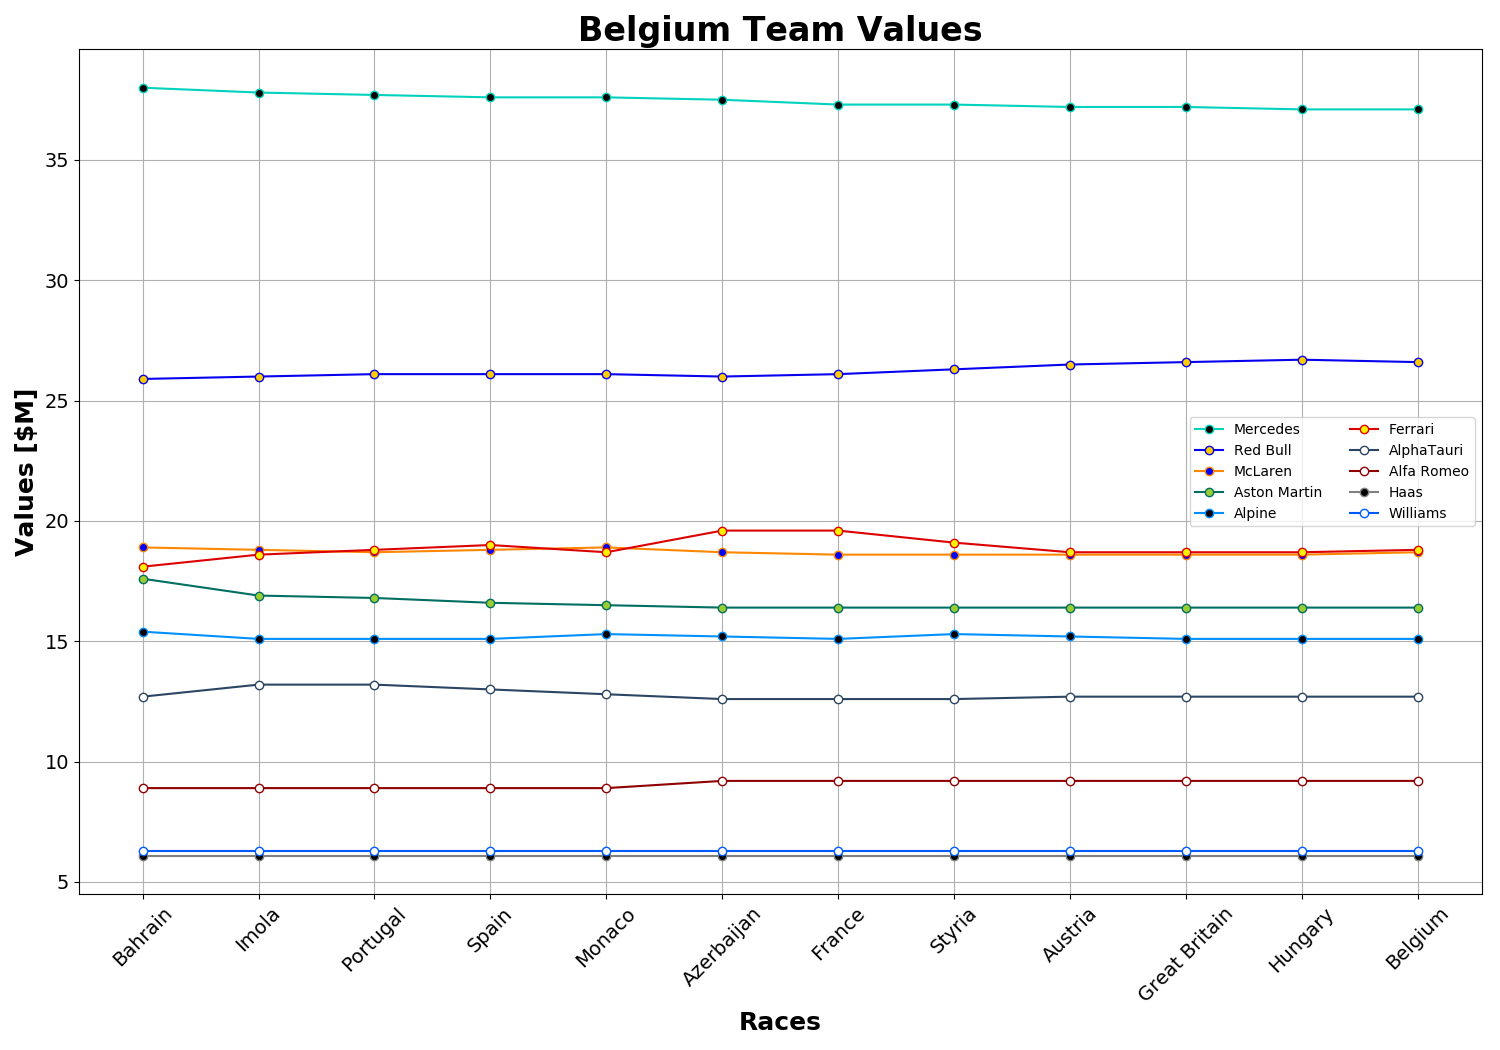 Belgium Team Values
Values [$M]
35
30
25
20
15
10
5
Mercedes
Red Bull
McLaren
Aston Martin
Alpine
Ferrari
AlphaTauri
Alfa Romeo
Haas
Williams
Bahrain
Imola
Portugal
Spain
Monaco
Azerbaijan
France
Styria
Austria
Great Britain
Hungary
Belgium
Races